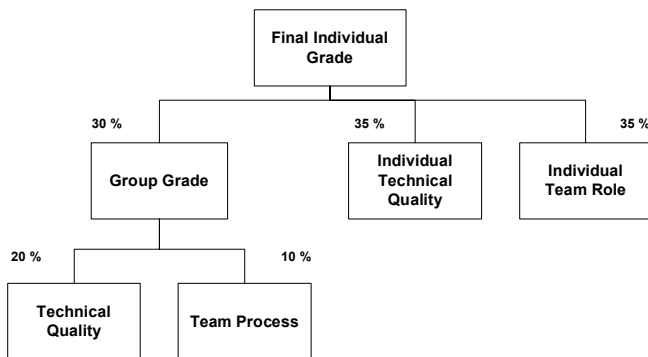 Final Individual
Grade
30 %
35 %
35 %
Group Grade
Individual
Technical
Quality
Individual
Team Role
20 %
10 %
Technical
Quality
Team Process